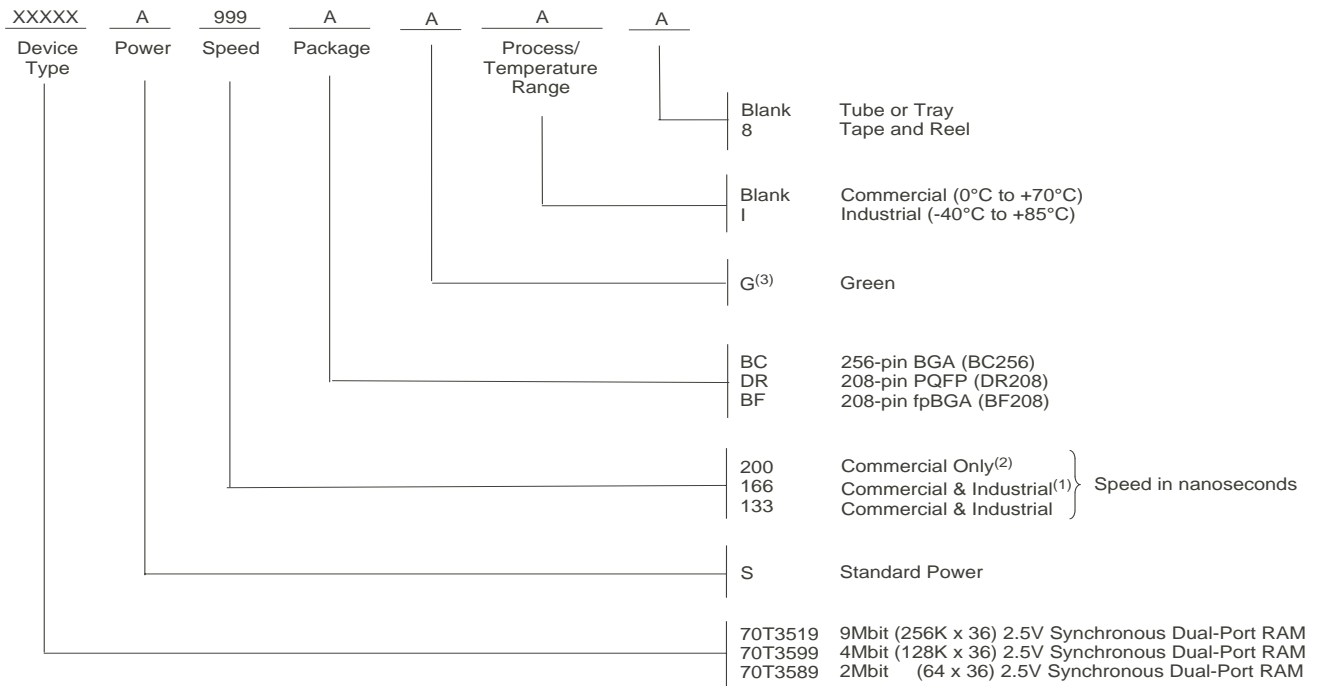 XXXXX A 999 A A A A
Device Type Power Speed Package Process/ Temperature Range
Blank Tube or Tray
8 Tape and Reel
Blank Commercial (0°C to +70°C)
I Industrial (-40°C to +85°C)
G(3) Green
BC 256-pin BGA (BC256)
DR 208-pin PQFP (DR208)
BF 208-pin fpBGA (BF208)
200 Commercial Only(2)
166 Commercial & Industrial(1) Speed in nanoseconds
133 Commercial & Industrial
S Standard Power
70T3519 9Mbit (256K x 36) 2.5V Synchronous Dual-Port RAM
70T3599 4Mbit (128K x 36) 2.5V Synchronous Dual-Port RAM
70T3589 2Mbit (64 x 36) 2.5V Synchronous Dual-Port RAM